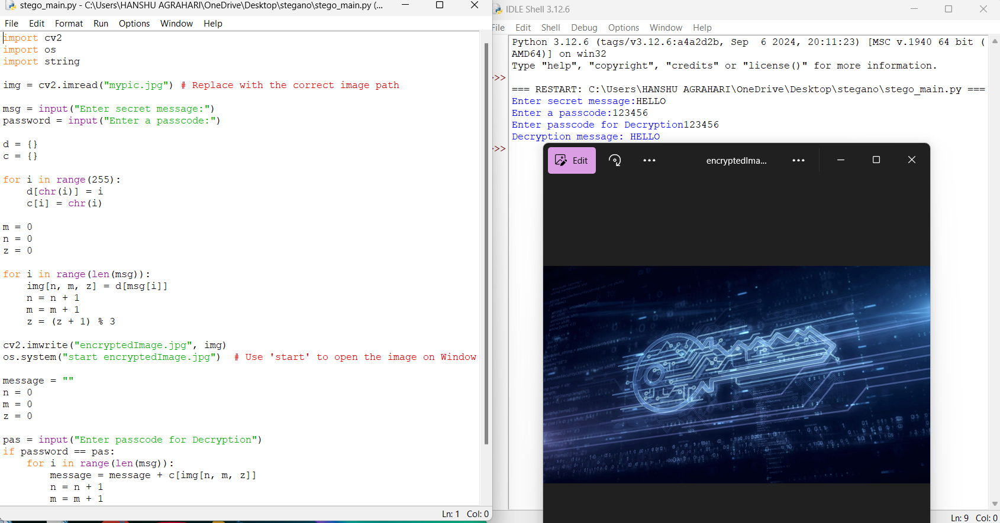 stego_main.py - C:\Users\HANSHU AGRAHARI\OneDrive\Desktop\stegano\stego_main.py (...
File Edit Format Run Options Window Help
import cv2
import os
import string
img = cv2.imread("mypic.jpg") # Replace with the correct image path
msg = input("Enter secret message:")
password = input("Enter a passcode:")
d = {}
c = {}
for i in range(255):
    d[chr(i)] = i
    c[i] = chr(i)
m = 0
n = 0
z = 0
for i in range(len(msg)):
    img[n, m, z] = d[msg[i]]
    n = n + 1
    m = m + 1
    z = (z + 1) % 3
cv2.imwrite("encryptedImage.jpg", img)
os.system("start encryptedImage.jpg")  # Use 'start' to open the image on Window
message = ""
n = 0
m = 0
z = 0
pas = input("Enter passcode for Decryption")
if password == pas:
    for i in range(len(msg)):
        message = message + c[img[n, m, z]]
        n = n + 1
        m = m + 1
Ln: 1 Col: 0
IDLE Shell 3.12.6
File Edit Shell Debug Options Window Help
Python 3.12.6 (tags/v3.12.6:a4a2d2b, Sep  6 2024, 20:11:23) [MSC v.1940 64 bit (
AMD64)] on win32
Type "help", "copyright", "credits" or "license()" for more information.
>>
=== RESTART: C:\Users\HANSHU AGRAHARI\OneDrive\Desktop\stegano\stego_main.py ===
Enter secret message:HELLO
Enter a passcode:123456
Enter passcode for Decryption123456
Decryption message: HELLO
>>
Edit
encryptedIma...
Ln: 9 Col: 0